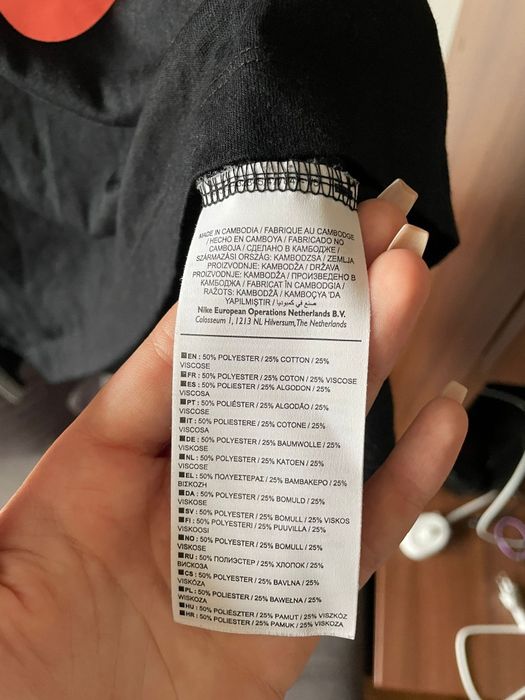 MADE IN CAMBODIA / FABRIQUE AU CAMBODGE
/ HECHO EN CAMBOYA / FABRICADO NO
CAMBOJA / СДЕЛАНО В КАМБОДЖЕ /
SZÁRMAZÁSI ORSZÁG: KAMBODZSA / ZEMLJA
PROIZVODNJE: KAMBODŽA / DRŽAVA
PROIZVODNJE: KAMBODŽA / ПРОИЗВЕДЕНО В
КАМБОДЖА / FABRICAT ÎN CAMBODGIA /
RAŽOTS: KAMBODŽĀ / KAMBOÇYA 'DA
YAPILMIŞTIR / صنع في كمبوديا
Nike European Operations Netherlands B.V.
Colosseum 1, 1213 NL Hilversum, The Netherlands
EN : 50% POLYESTER / 25% COTTON / 25%
VISCOSE
FR : 50% POLYESTER / 25% COTON / 25% VISCOSE
ES : 50% POLIESTER / 25% ALGODON / 25%
VISCOSA
PT : 50% POLIÉSTER / 25% ALGODÃO / 25%
VISCOSE
IT : 50% POLIESTERE / 25% COTONE / 25%
VISCOSA
DE : 50% POLYESTER / 25% BAUMWOLLE / 25%
VISKOSE
NL : 50% POLYESTER / 25% KATOEN / 25%
VISCOSE
EL : 50% ΠΟΛΥΕΣΤΕΡΑΣ / 25% ΒΑΜΒΑΚΕΡΟ / 25%
ΒΙΣΚΟΖΗ
DA : 50% POLYESTER / 25% BOMULD / 25%
VISKOSE
SV : 50% POLYESTER / 25% BOMULL / 25% VISKOS
FI : 50% POLYESTERI / 25% PUUVILLA / 25%
VISKOOSI
NO : 50% POLYESTER / 25% BOMULL / 25%
VISKOSE
RU : 50% ПОЛИЭСТЕР / 25% ХЛОПОК / 25%
ВИСКОЗА
CS : 50% POLYESTER / 25% BAVLNA / 25%
VISKÓZA
PL : 50% POLIESTER / 25% BAWEŁNA / 25%
WISKOZA
HU : 50% POLIÉSZTER / 25% PAMUT / 25% VISZKÓZ
HR : 50% POLIESTER / 25% PAMUK / 25% VISKOZA